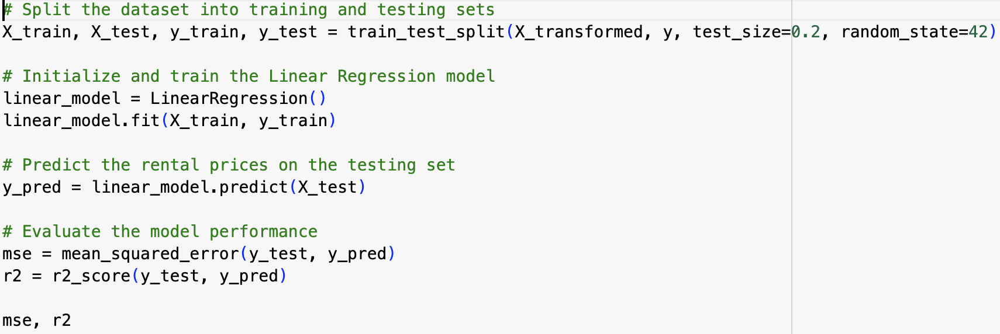 # Split the dataset into training and testing sets
X_train, X_test, y_train, y_test = train_test_split(X_transformed, y, test_size=0.2, random_state=42)
# Initialize and train the Linear Regression model
linear_model = LinearRegression()
linear_model.fit(X_train, y_train)
# Predict the rental prices on the testing set
y_pred = linear_model.predict(X_test)
# Evaluate the model performance
mse = mean_squared_error(y_test, y_pred)
r2 = r2_score(y_test, y_pred)
mse, r2